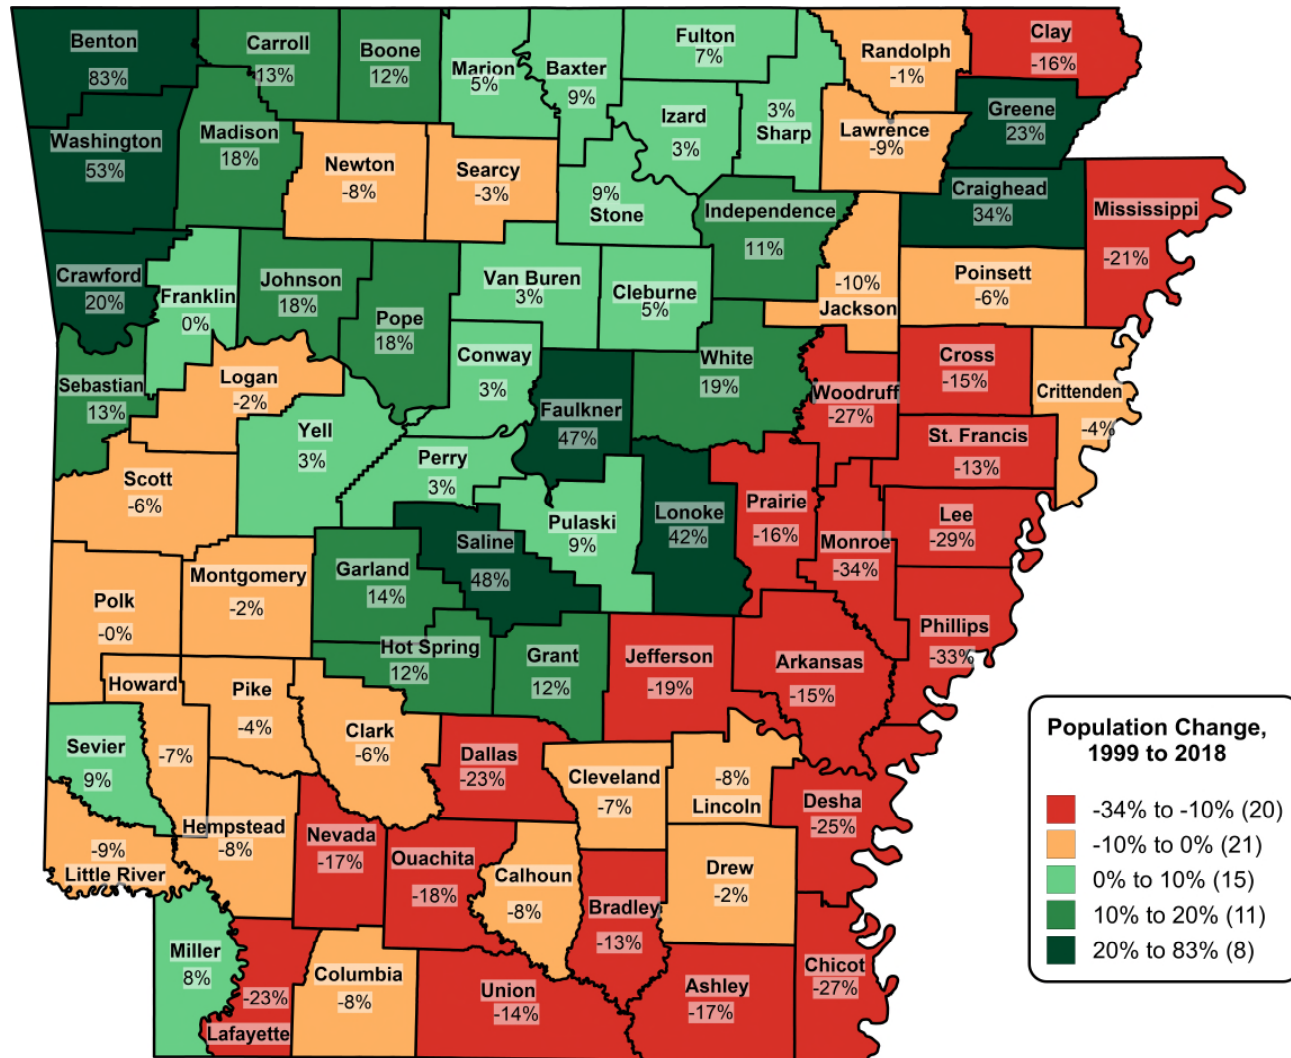 Benton
83%
Carroll
13%
Boone
12%
Marion
5%
Baxter
9%
Fulton
7%
Randolph
-1%
Clay
-16%
Washington
53%
Madison
18%
Newton
-8%
Searcy
-3%
Izard
3%
3%
Sharp
Lawrence
-9%
Greene
23%
9%
Stone
Independence
11%
Craighead
34%
Mississippi
-21%
Crawford
20%
Franklin
0%
Johnson
18%
Pope
18%
Van Buren
3%
Cleburne
5%
-10%
Jackson
Poinsett
-6%
Sebastian
13%
Logan
-2%
Conway
3%
White
19%
Woodruff
-27%
Cross
-15%
Crittenden
-4%
Faulkner
47%
Yell
3%
Perry
3%
St. Francis
-13%
Scott
-6%
Saline
48%
Pulaski
9%
Lonoke
42%
Prairie
-16%
Monroe
-34%
Lee
-29%
Polk
-0%
Montgomery
-2%
Garland
14%
Hot Spring
12%
Grant
12%
Jefferson
-19%
Arkansas
-15%
Phillips
-33%
Howard
-7%
Pike
-4%
Clark
-6%
Sevier
9%
Dallas
-23%
Cleveland
-7%
-8%
Lincoln
Desha
-25%
-9%
Little River
Hempstead
-8%
Nevada
-17%
Ouachita
-18%
Calhoun
-8%
Bradley
-13%
Drew
-2%
Miller
8%
-23%
Lafayette
Columbia
-8%
Union
-14%
Ashley
-17%
Chicot
-27%
Population Change,
1999 to 2018
-34% to -10% (20)
-10% to 0% (21)
0% to 10% (15)
10% to 20% (11)
20% to 83% (8)